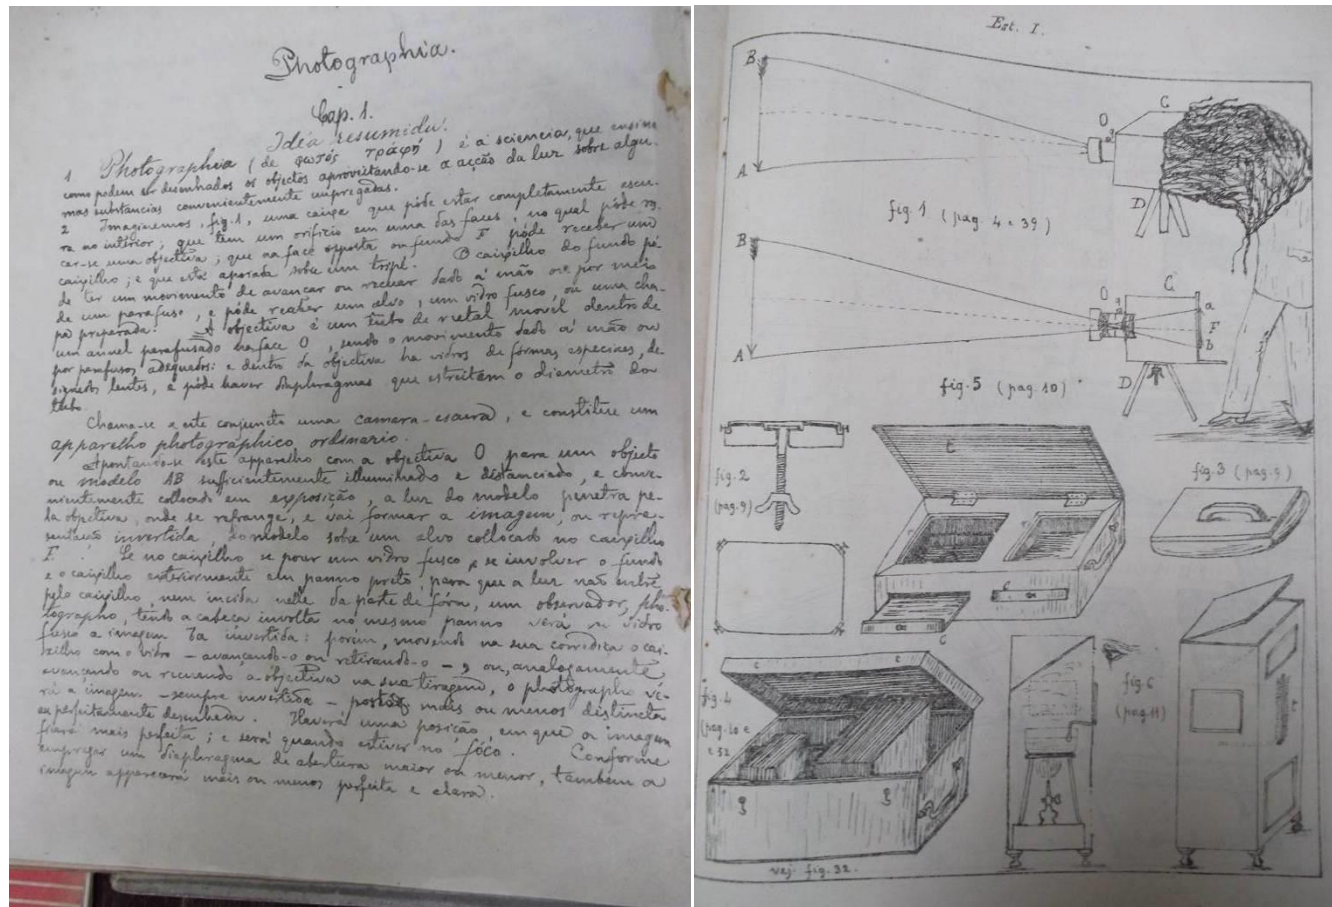 Photographia.
Cap. 1.
Idéa resumida.
1 Photographia (de φωτός γράφή) é a sciencia, que ensina
como podem ser desenhados os objectos aproveitando-se a acção da luz sobre algu-
mas substancias convenientemente empregadas.
2 Imaginemos, fig. 1, uma caixa que póde estar completamente escu-
ra no interior; que tem um orificio em uma das faces, no qual póde
uma objectiva; que na face opposta ou fundo F póde receber um
caixilho; e que está apoiada sobre um tripé. O caixilho do fundo pó-
de ter um movimento de avançar ou recuar dado á mão ou por meio
de um parafuso, e póde receber um alvo, um vidro fusco, ou uma cha-
pa preparada. A objectiva é um tubo de metal movel dentro de
um annel parafusado na face O, sendo o movimento dado á mão ou
por parafusos adequados: e dentro da objectiva ha vidros de fórmas especiaes, de-
lentes, e póde haver diaphragmas que estreitam o diametro do
tubo.
Chama-se a este conjuncto uma camera-escura, e constitue um
apparelho photographico ordinario.
Apontando-se este apparelho com a objectiva O para um objecto
ou modelo AB sufficientemente illuminado e distanciado, e conve-
nientemente collocado em exposição, a luz do modelo penetra pe-
la objectiva, onde se refrange, e vai formar a imagem, ou repre-
sentação invertida, do modelo sobre um alvo collocado no caixilho
F. Se no caixilho se pozer um vidro fusco, e se involver o fundo
e o caixilho exteriormente em panno preto, para que a luz não entre
pelo caixilho nem incida nelle da parte de fóra, um observador, pho-
tographo, tendo a cabeça involta no mesmo panno verá no vidro
fusco a imagem ba invertida: porém, movendo na sua corrediça o cai-
xilho com o vidro – avançando-o ou retirando-o –, ou, analogamente,
avançando ou recuando a objectiva na sua tiragem, o photographo ve-
rá a imagem – sempre invertida – mais ou menos distincta
ou perfeitamente desenhada. Haverá uma posição, em que a imagem
ficará mais perfeita; e será quando estiver no fóco. Conforme
empregar um diaphragma de abertura maior ou menor, tambem a
imagem apparecerá mais ou menos perfeita e clara.
Est. I.
B
C
O
A
D
fig. 1 (pag. 4 e 39)
B
C
O
a
F
b
A
D
fig. 5 (pag. 10)
fig. 2
(pag. 9)
C
fig. 3 (pag. 9)
c
C
c
c
fig. 4
(pag. 10 e
e 52
fig. 6
(pag. 11)
vej. fig. 32.